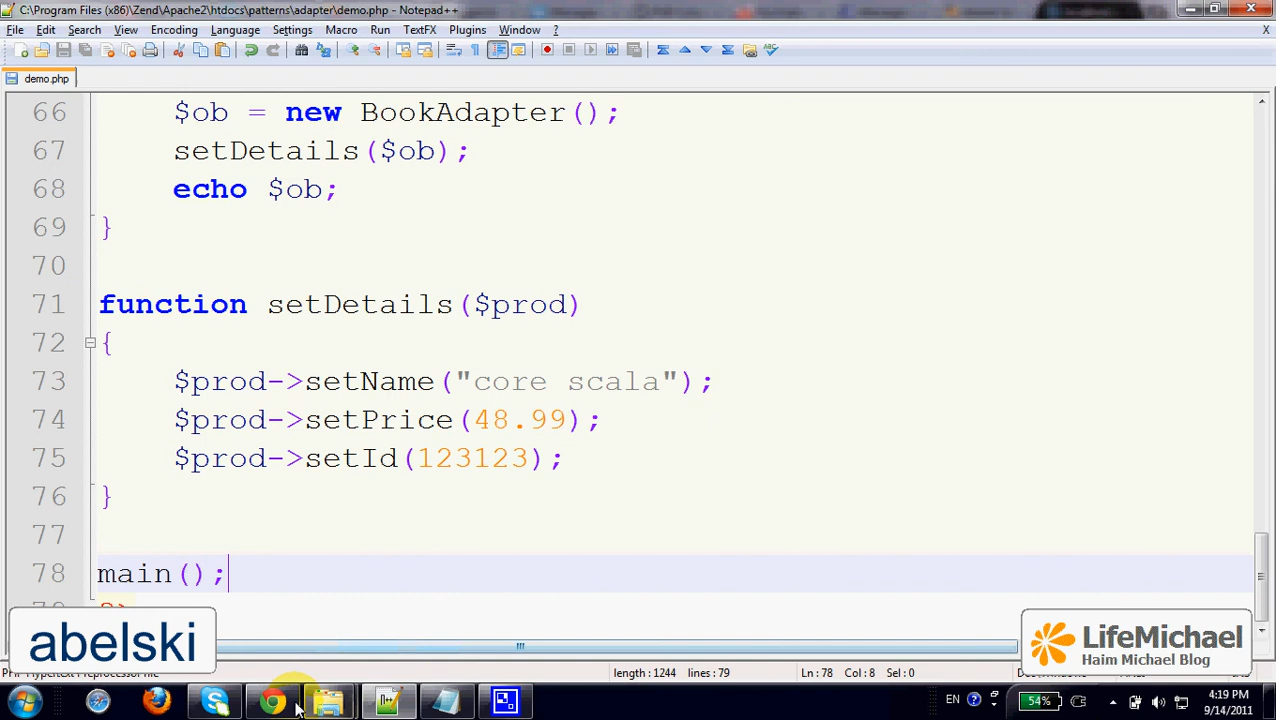 C:\Program Files (x86)\Zend\Apache2\htdocs\patterns\adapter\demo.php - Notepad++
File Edit Search View Encoding Language Settings Macro Run TextFX Plugins Window ? X
demo.php
66 $ob = new BookAdapter();
67 setDetails($ob);
68 echo $ob;
69 }
70
71 function setDetails($prod)
72 {
73 $prod->setName("core scala");
74 $prod->setPrice(48.99);
75 $prod->setId(123123);
76 }
77
78 main();
?>
abelski
LifeMichael
Haim Michael Blog
length : 1244 lines : 79 Ln : 78 Col : 8 Sel : 0
EN 54% 4:19 PM
9/14/2011